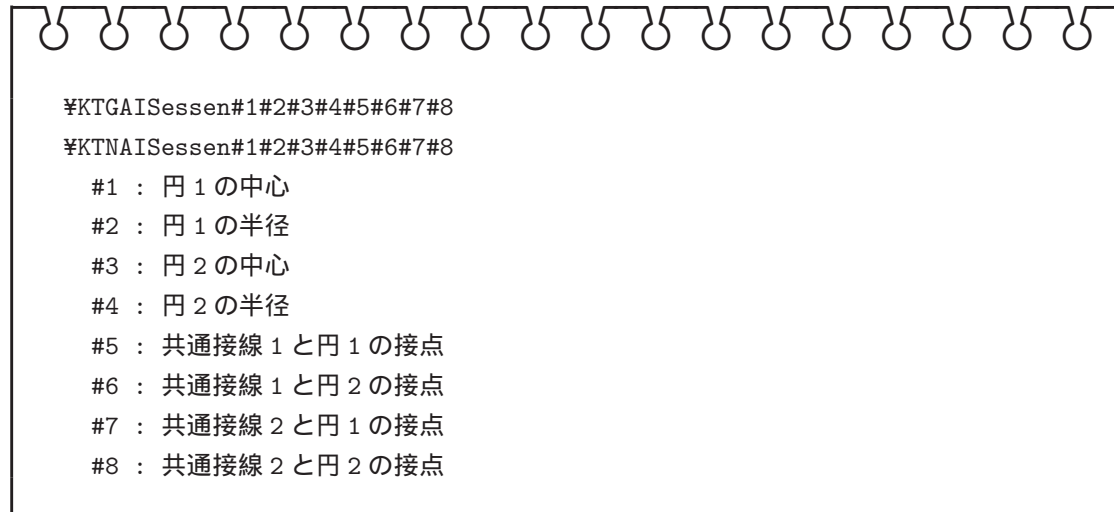 ¥KTGAISessen#1#2#3#4#5#6#7#8
¥KTNAISessen#1#2#3#4#5#6#7#8
#1 : 円 1 の中心
#2 : 円 1 の半径
#3 : 円 2 の中心
#4 : 円 2 の半径
#5 : 共通接線 1 と円 1 の接点
#6 : 共通接線 1 と円 2 の接点
#7 : 共通接線 2 と円 1 の接点
#8 : 共通接線 2 と円 2 の接点